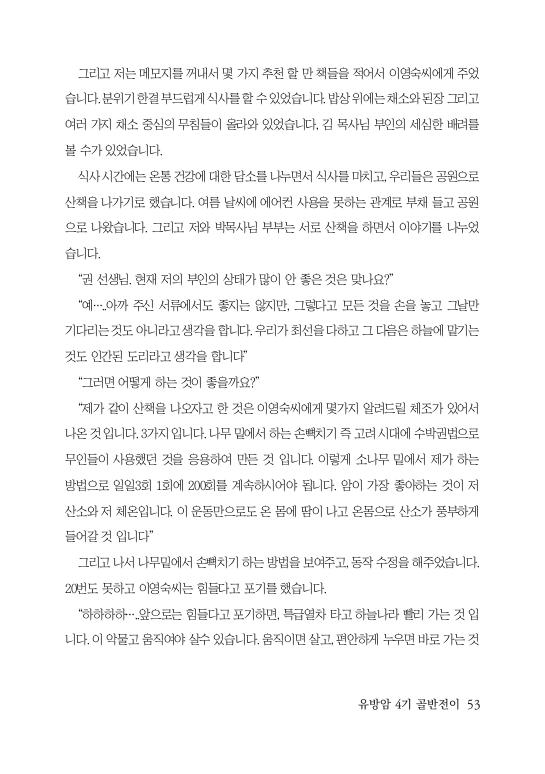 그리고 저는 메모지를 꺼내서 몇 가지 추천 할 만 책들을 적어서 이영숙씨에게 주었
습니다. 분위기 한결 부드럽게 식사를 할 수 있었습니다. 밥상 위에는 채소와 된장 그리고
여러 가지 채소 중심의 무침들이 올라와 있었습니다. 김 목사님 부인의 세심한 배려를
볼 수가 있었습니다.
식사 시간에는 온통 건강에 대한 담소를 나누면서 식사를 마치고, 우리들은 공원으로
산책을 나가기로 했습니다. 여름 날씨에 에어컨 사용을 못하는 관계로 부채 들고 공원
으로 나왔습니다. 그리고 저와 박목사님 부부는 서로 산책을 하면서 이야기를 나누었
습니다.
“권 선생님. 현재 저의 부인의 상태가 많이 안 좋은 것은 맞나요?”
“예…..아까 주신 서류에서도 좋지는 않지만, 그렇다고 모든 것을 손을 놓고 그날만
기다리는 것도 아니라고 생각을 합니다. 우리가 최선을 다하고 그 다음은 하늘에 맡기는
것도 인간된 도리라고 생각을 합니다”
“그러면 어떻게 하는 것이 좋을까요?”
“제가 같이 산책을 나오자고 한 것은 이영숙씨에게 몇가지 알려드릴 체조가 있어서
나온 것 입니다. 3가지 입니다. 나무 밑에서 하는 손뼉치기 즉 고려 시대에 수박권법으로
무인들이 사용했던 것을 응용하여 만든 것 입니다. 이렇게 소나무 밑에서 제가 하는
방법으로 일일3회 1회에 200회를 계속하시어야 됩니다. 암이 가장 좋아하는 것이 저
산소와 저 체온입니다. 이 운동만으로도 온 몸에 땀이 나고 온몸으로 산소가 풍부하게
들어갈 것 입니다”
그리고 나서 나무밑에서 손뼉치기 하는 방법을 보여주고, 동작 수정을 해주었습니다.
20번도 못하고 이영숙씨는 힘들다고 포기를 했습니다.
“하하하하…..앞으로는 힘들다고 포기하면, 특급열차 타고 하늘나라 빨리 가는 것 입
니다. 이 악물고 움직여야 살수 있습니다. 움직이면 살고, 편안하게 누우면 바로 가는 것
유방암 4기 골반전이 53